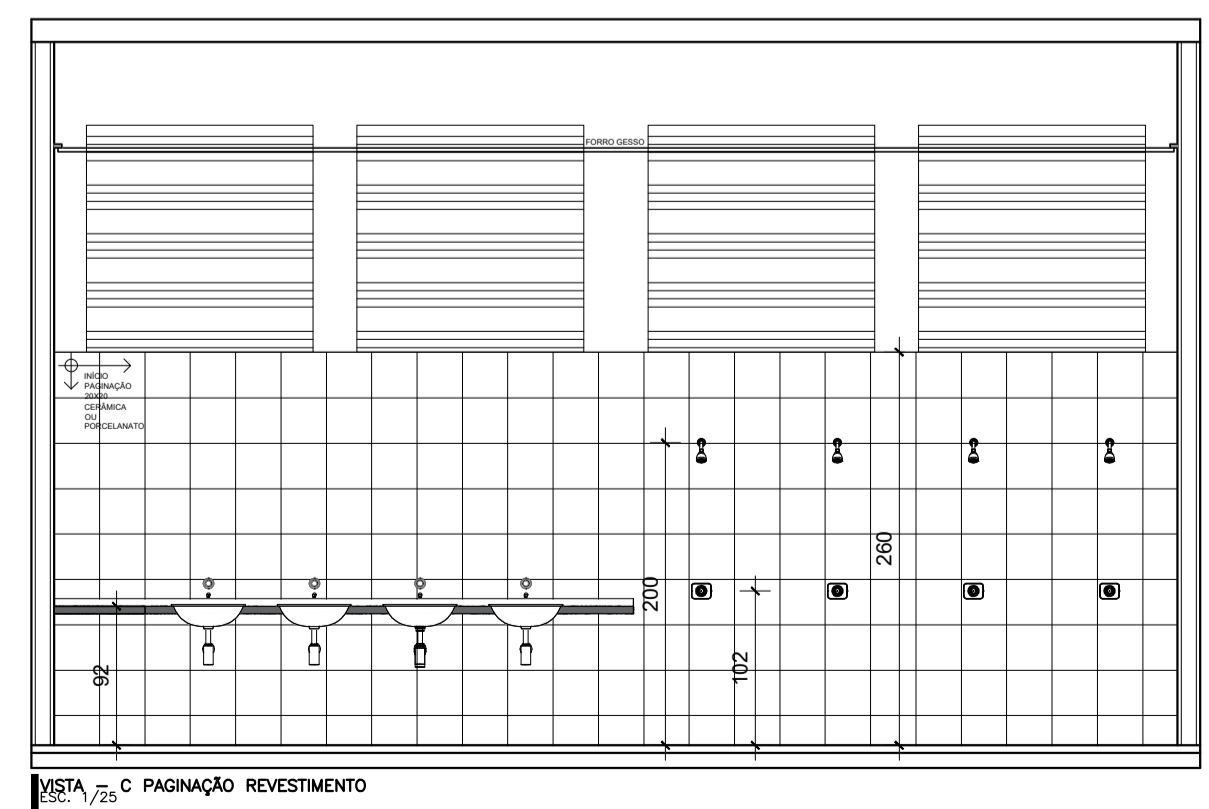 FORRO GESSO
INÍCIO
PAGINAÇÃO
20X20
CERÂMICA
OU
PORCELANATO
260
200
102
92
VISTA - C PAGINAÇÃO REVESTIMENTO
ESC. 1/25